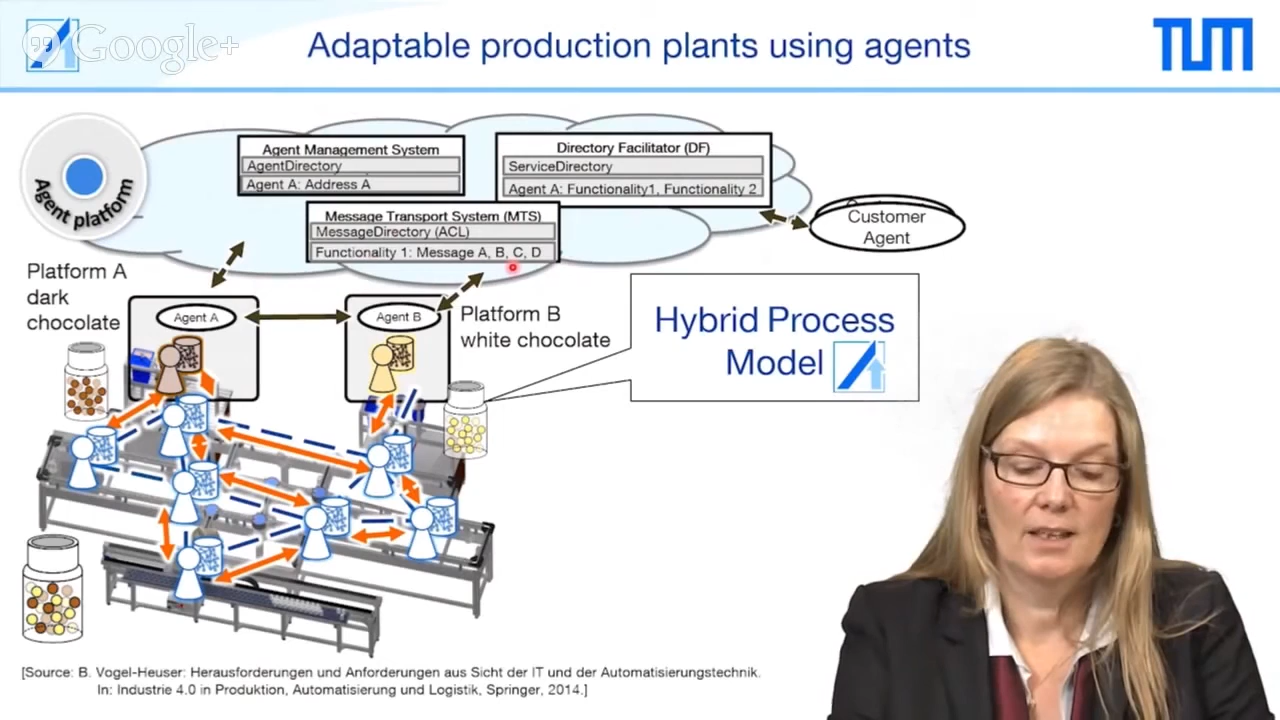 Google+
Adaptable production plants using agents
TUM
Agent platform
Agent Management System
AgentDirectory
Agent A: Address A
Directory Facilitator (DF)
ServiceDirectory
Agent A: Functionality1, Functionality 2
Message Transport System (MTS)
MessageDirectory (ACL)
Functionality 1: Message A, B, C, D
Customer
Agent
Platform A
dark
chocolate
Agent A
Agent B
Platform B
white chocolate
Hybrid Process
Model
[Source: B. Vogel-Heuser: Herausforderungen und Anforderungen aus Sicht der IT und der Automatisierungstechnik.
In: Industrie 4.0 in Produktion, Automatisierung und Logistik, Springer, 2014.]